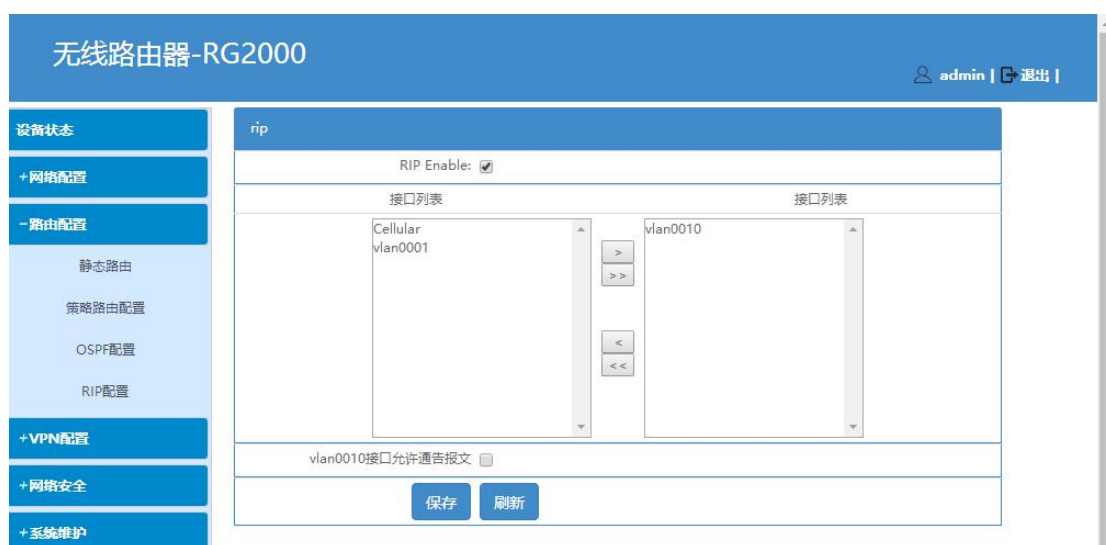 无线路由器-RG2000
admin | 退出 |
设备状态
+网络配置
-路由配置
静态路由
策略路由配置
OSPF配置
RIP配置
+VPN配置
+网络安全
+系统维护
rip
RIP Enable:
接口列表 接口列表
Cellular
vlan0001
>
>>
<
<<
vlan0010
vlan0010接口允许通告报文
保存 刷新